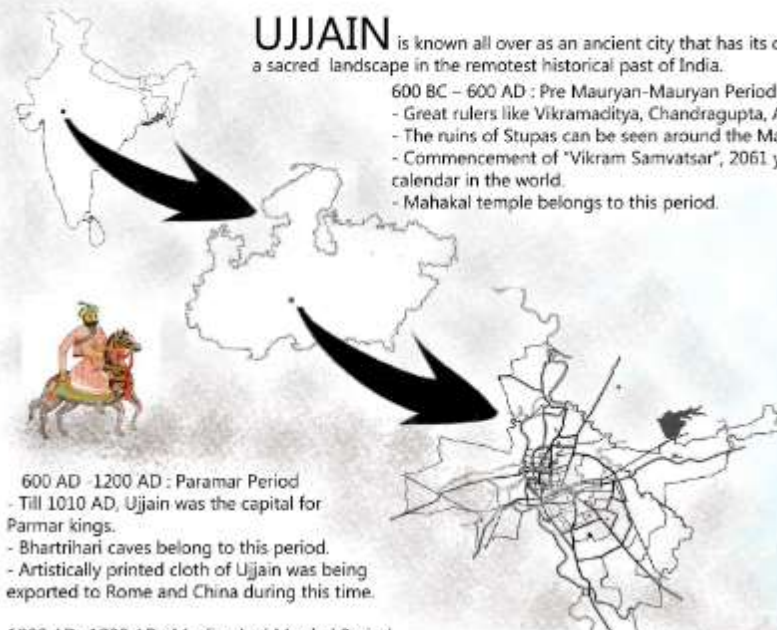 UJJAIN is known all over as an ancient city that has its
a sacred landscape in the remotest historical past of India.
600 BC – 600 AD : Pre Mauryan-Mauryan Period
- Great rulers like Vikramaditya, Chandragupta,
- The ruins of Stupas can be seen around the
- Commencement of "Vikram Samvatsar", 2061
calendar in the world.
- Mahakal temple belongs to this period.
600 AD -1200 AD : Paramar Period
- Till 1010 AD, Ujjain was the capital for
Parmar kings.
- Bhartrihari caves belong to this period.
- Artistically printed cloth of Ujjain was being
exported to Rome and China during this time.